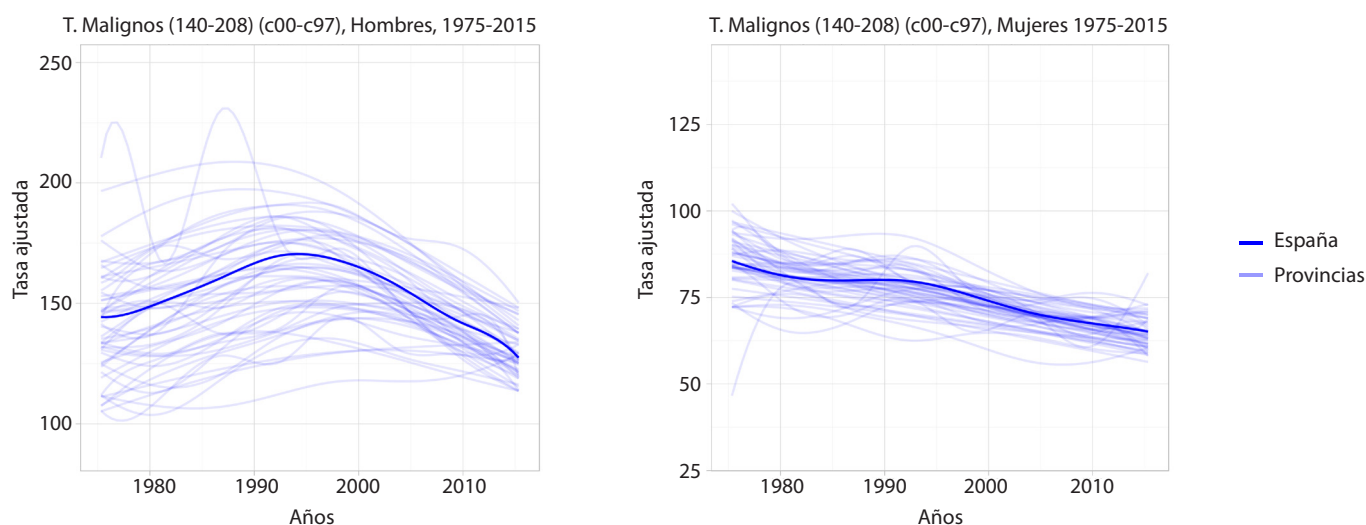 T. Malignos (140-208) (c00-c97), Hombres, 1975-2015
250
200
150
100
Tasa ajustada
1980 1990 2000 2010
Años
T. Malignos (140-208) (c00-c97), Mujeres 1975-2015
125
100
75
50
25
Tasa ajustada
1980 1990 2000 2010
Años
España
Provincias